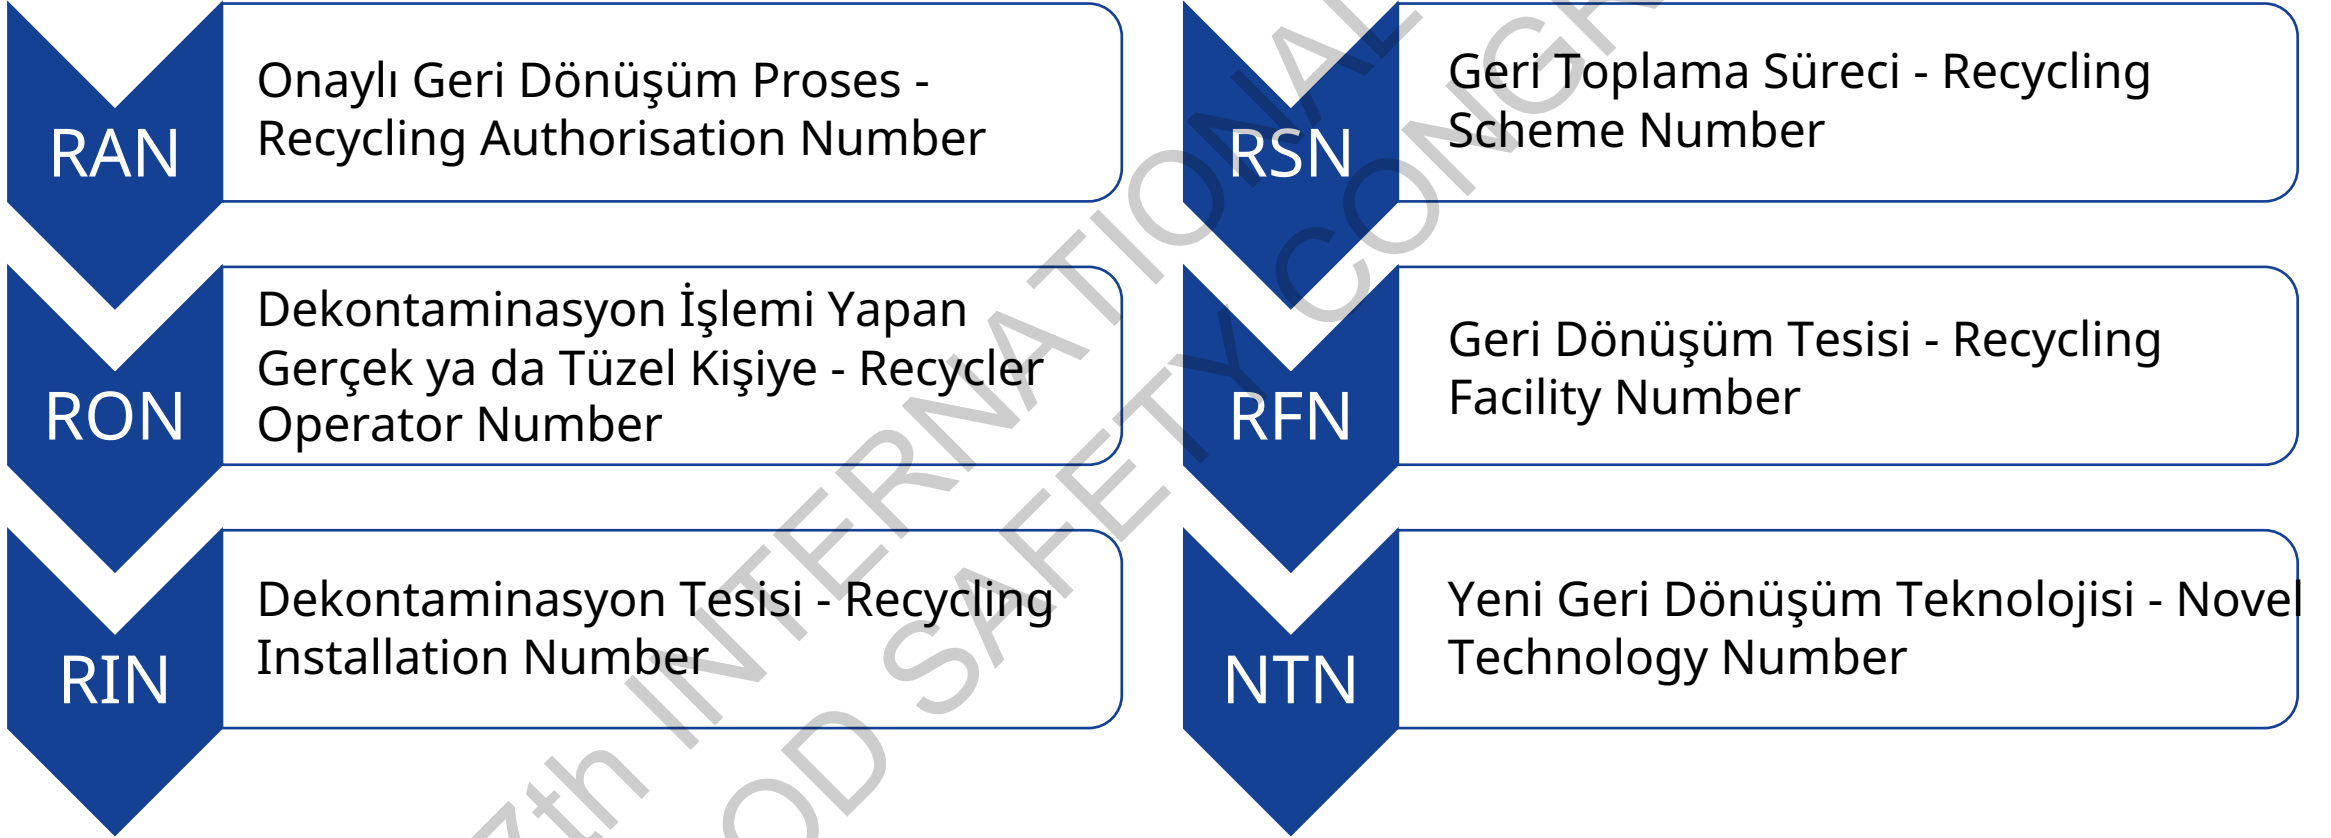 RAN
Onaylı Geri Dönüşüm Proses -
Recycling Authorisation Number
RON
Dekontaminasyon İşlemi Yapan
Gerçek ya da Tüzel Kişiye - Recycler
Operator Number
RIN
Dekontaminasyon Tesisi - Recycling
Installation Number
RSN
Geri Toplama Süreci - Recycling
Scheme Number
RFN
Geri Dönüşüm Tesisi - Recycling
Facility Number
NTN
Yeni Geri Dönüşüm Teknolojisi - Novel
Technology Number
7th INTERNATIONAL
SAFETY